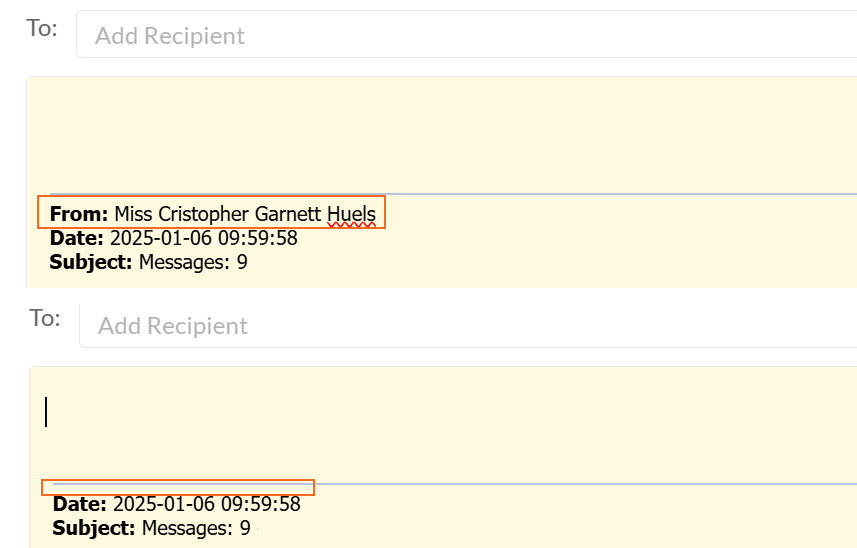 To: Add Recipient
From: Miss Cristopher Garnett Huels
Date: 2025-01-06 09:59:58
Subject: Messages: 9
To: Add Recipient
Date: 2025-01-06 09:59:58
Subject: Messages: 9